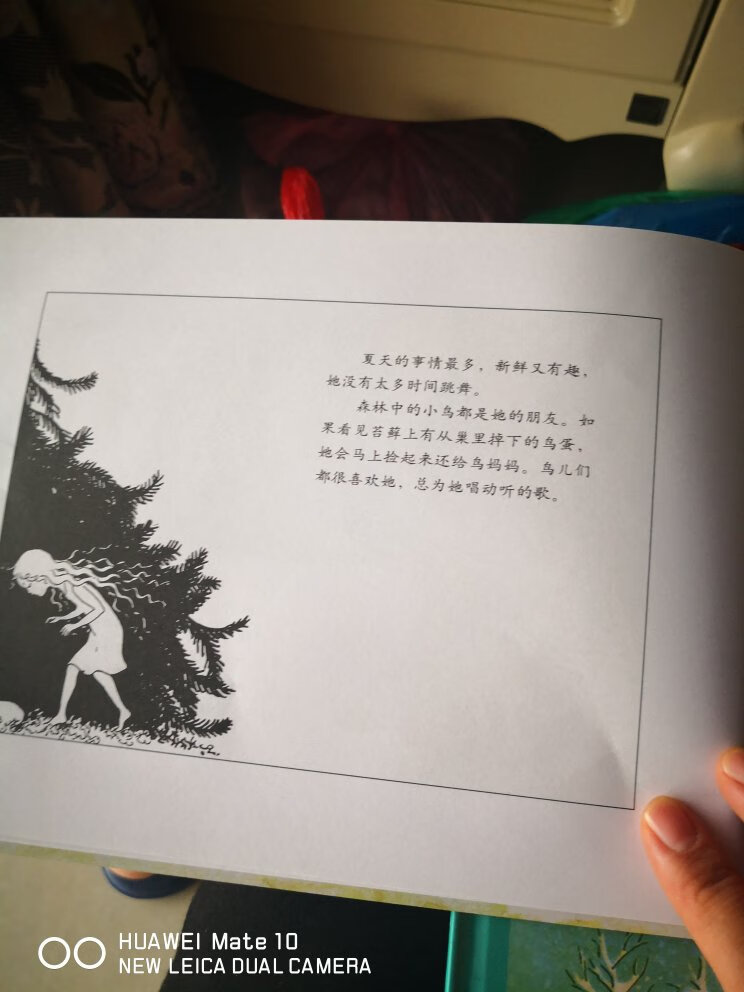 夏天的事情最多，新鲜又有趣，
她没有太多时间跳舞。
森林中的小鸟都是她的朋友。如
果看见苔藓上有从巢里掉下的鸟蛋，
她会马上捡起来还给鸟妈妈。鸟儿们
都很喜欢她，总为她唱动听的歌。
HUAWEI Mate 10
NEW LEICA DUAL CAMERA